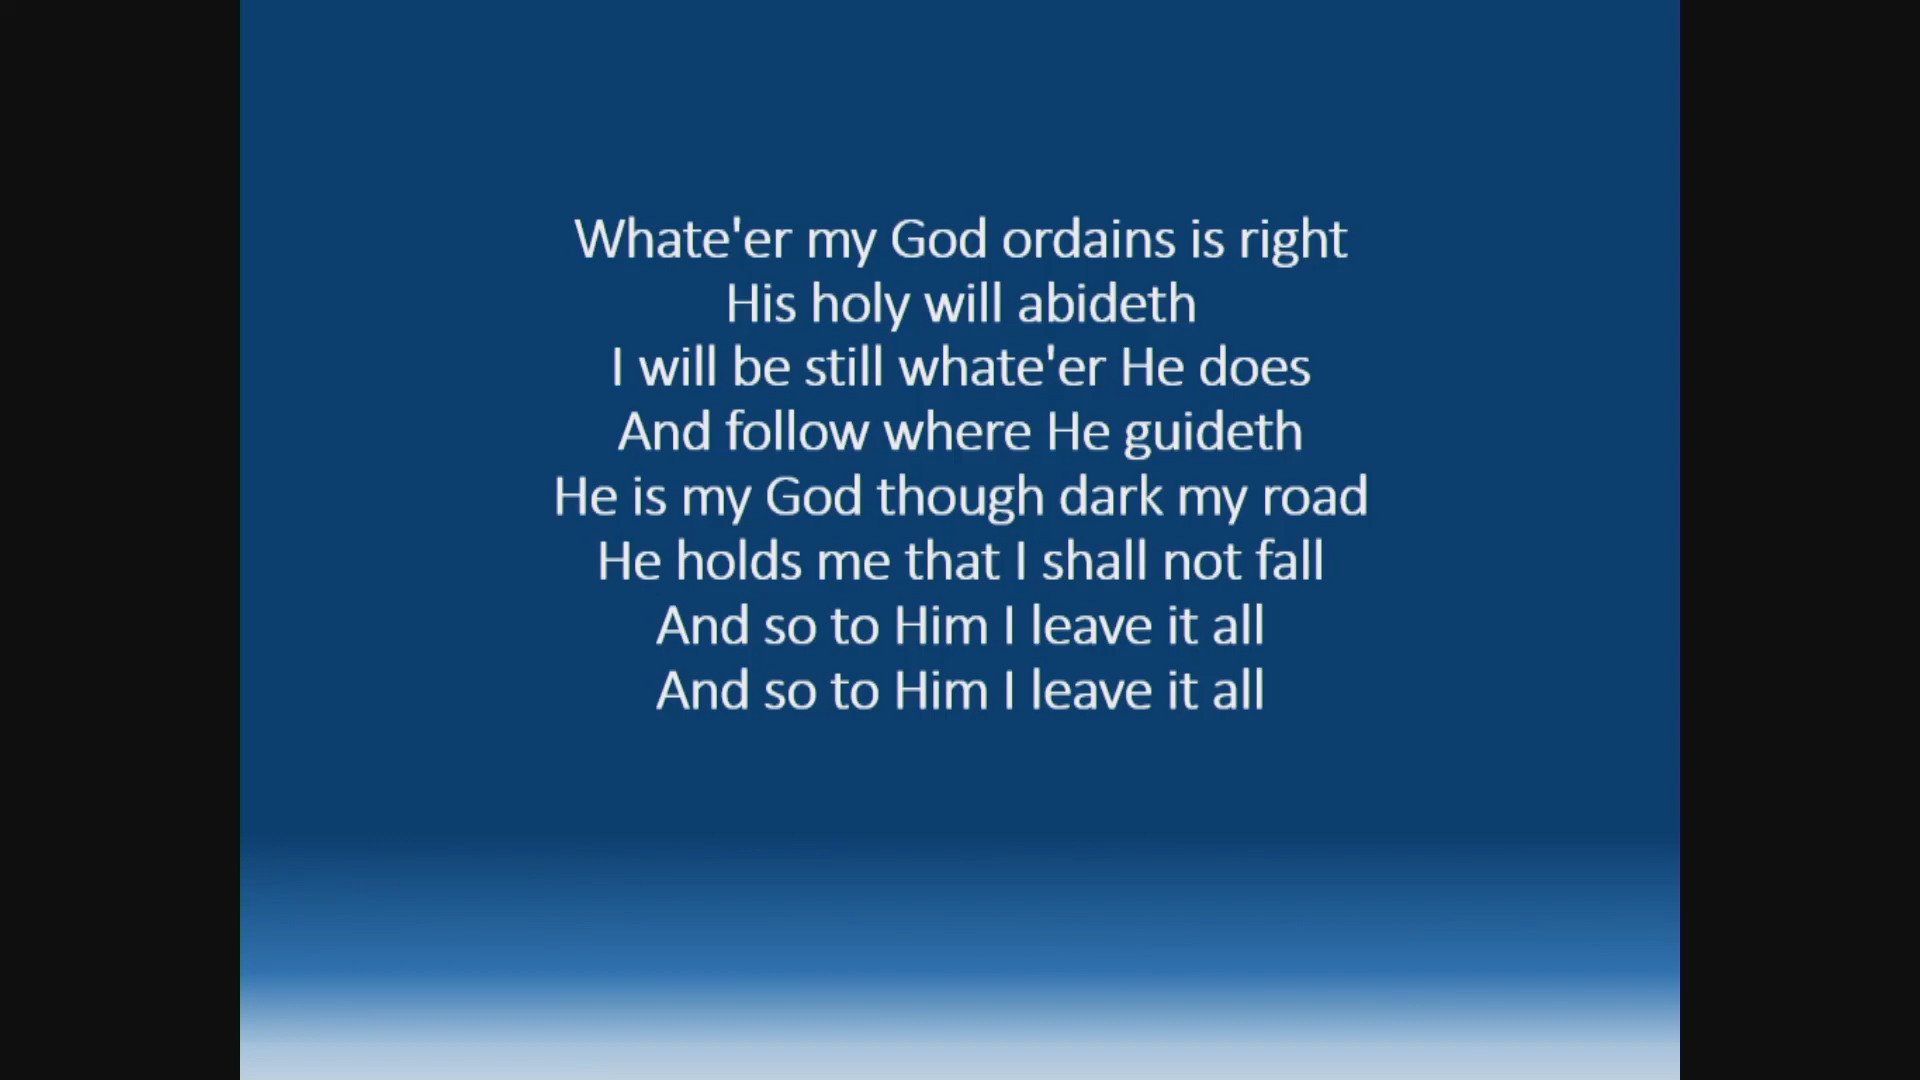 Whate'er my God ordains is right
His holy will abideth
I will be still whate'er He does
And follow where He guideth
He is my God though dark my road
He holds me that I shall not fall
And so to Him I leave it all
And so to Him I leave it all